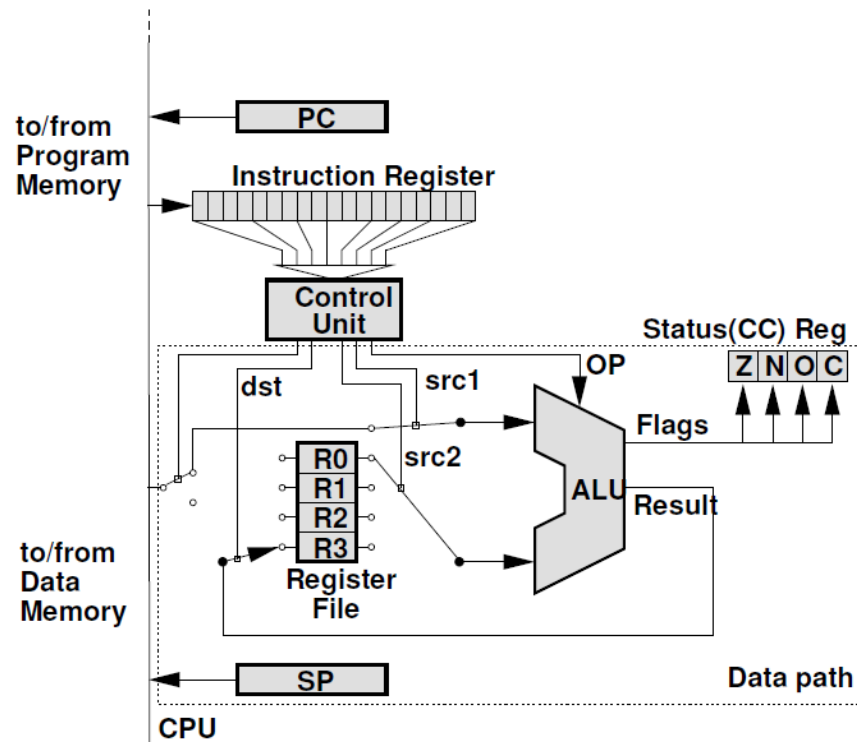 PC
to/from
Program
Memory
Instruction Register
Control
Unit
Status(CC) Reg
Z N O C
OP
dst
src1
Flags
src2
R0
R1
R2
R3
ALU
Result
Register
File
to/from
Data
Memory
SP
Data path
CPU